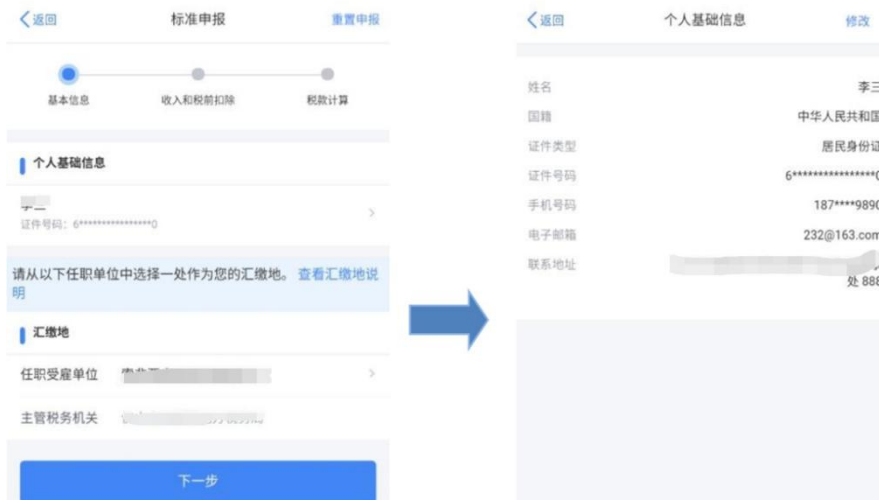 返回
标准申报
重置申报
基本信息
收入和税前扣除
税款计算
个人基础信息
证件号码：6****************0
请从以下任职单位中选择一处作为您的汇缴地。 查看汇缴地说
明
汇缴地
任职受雇单位
主管税务机关
下一步
返回
个人基础信息
修改
姓名
李三
国籍
中华人民共和国
证件类型
居民身份证
证件号码
6****************0
手机号码
187****9890
电子邮箱
232@163.com
联系地址
处 888